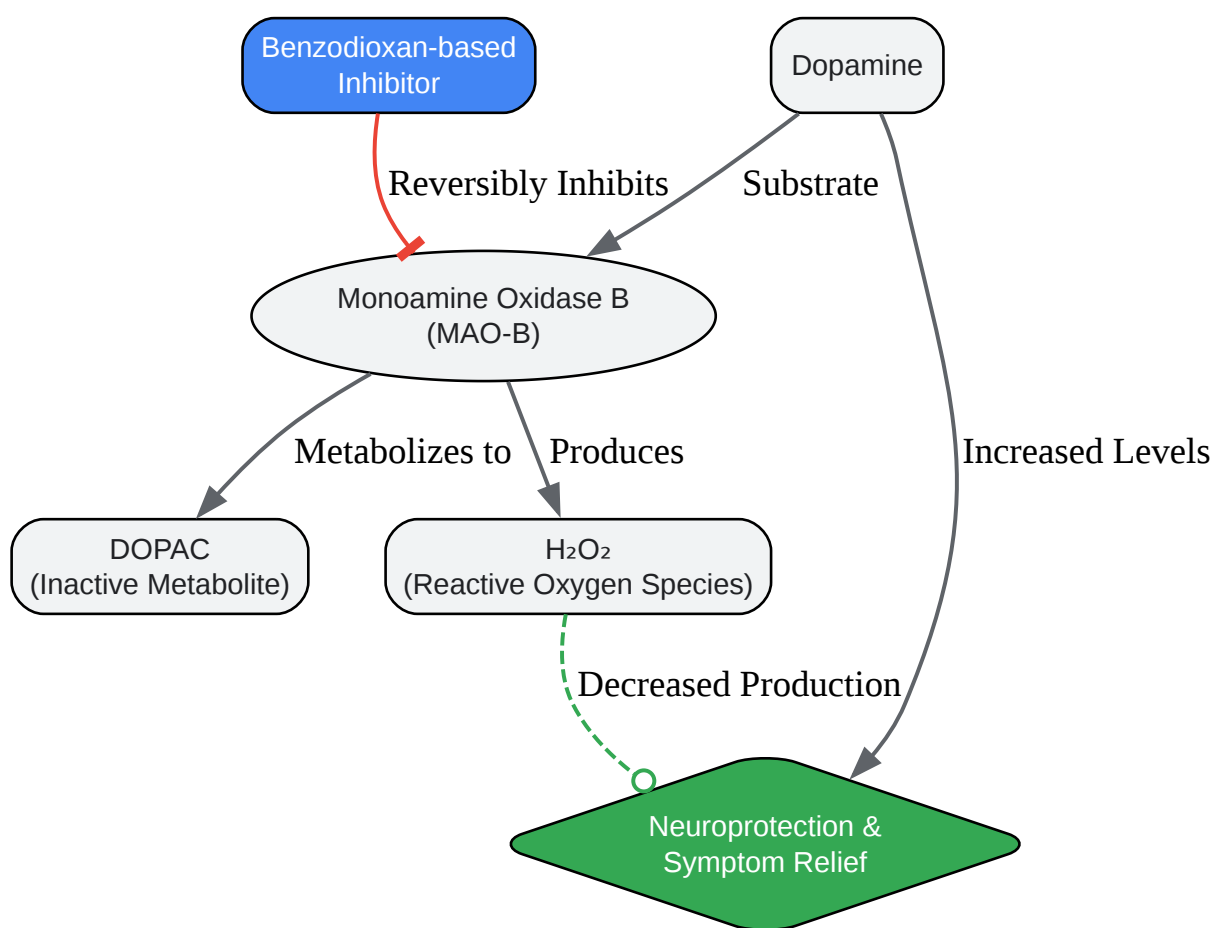 Benzodioxan-based
Inhibitor
Dopamine
Reversibly Inhibits
Substrate
Monoamine Oxidase B
(MAO-B)
Metabolizes to
Produces
Increased Levels
DOPAC
(Inactive Metabolite)
H₂O₂
(Reactive Oxygen Species)
Decreased Production
Neuroprotection &
Symptom Relief